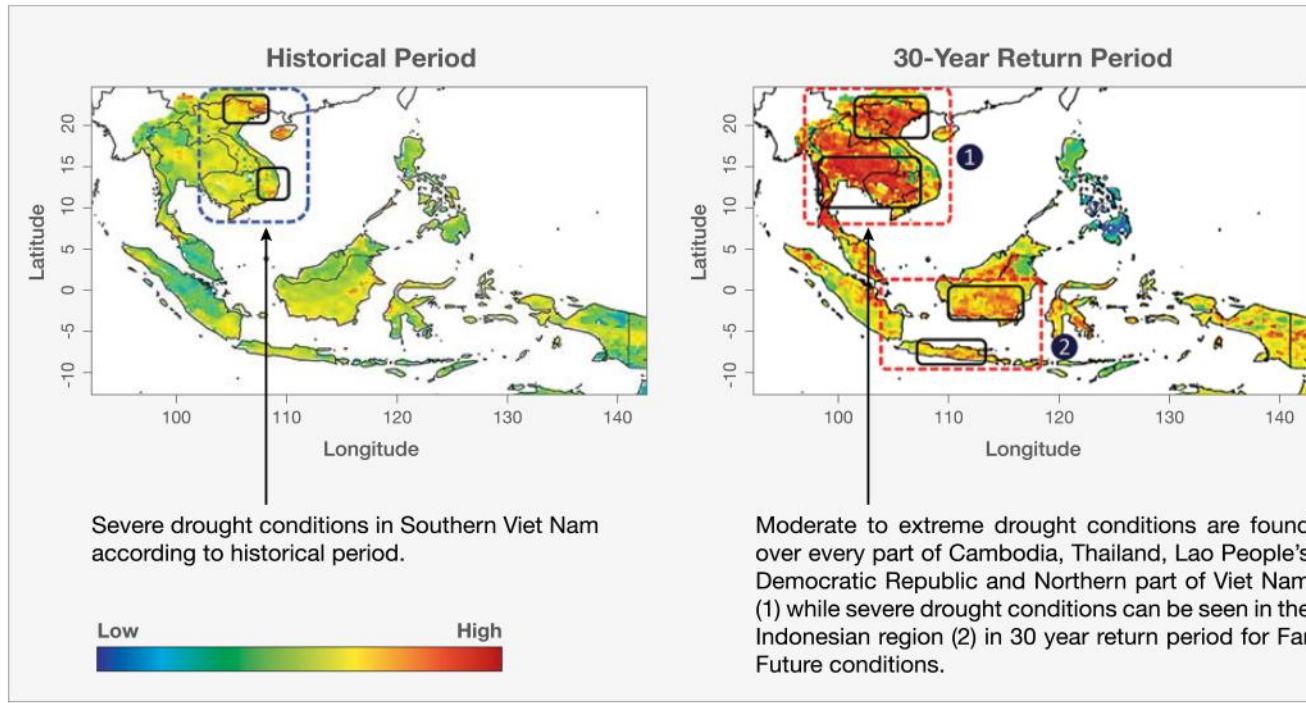 Historical Period
30-Year Return Period
Latitude
20
15
10
5
0
-5
-10
100
110
120
130
140
Longitude
Latitude
20
15
10
5
0
-5
-10
100
110
120
130
140
Longitude
1
2
Severe drought conditions in Southern Viet Nam
according to historical period.
Moderate to extreme drought conditions are found
over every part of Cambodia, Thailand, Lao People's
Democratic Republic and Northern part of Viet Nam
(1) while severe drought conditions can be seen in the
Indonesian region (2) in 30 year return period for Far
Future conditions.
Low
High